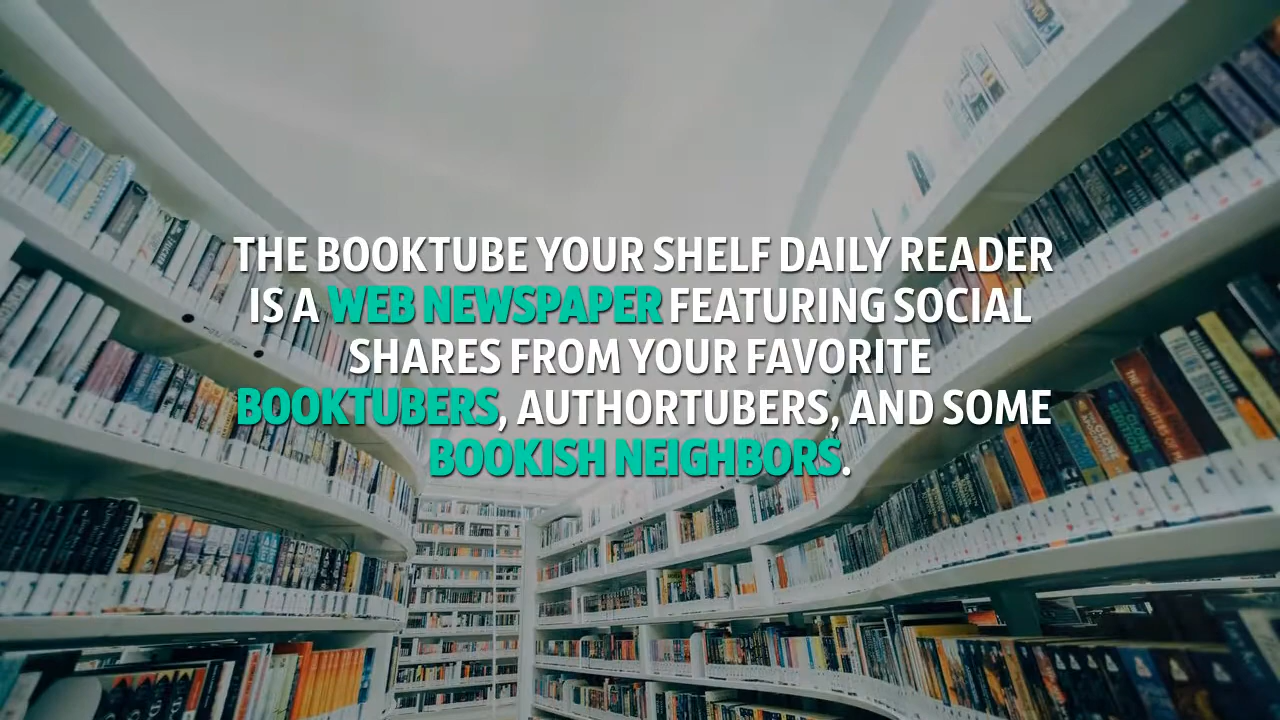 THE BOOKTUBE YOUR SHELF DAILY READER
IS A WEB NEWSPAPER FEATURING SOCIAL
SHARES FROM YOUR FAVORITE
BOOKTUBERS, AUTHORTUBERS, AND SOME
BOOKISH NEIGHBORS.